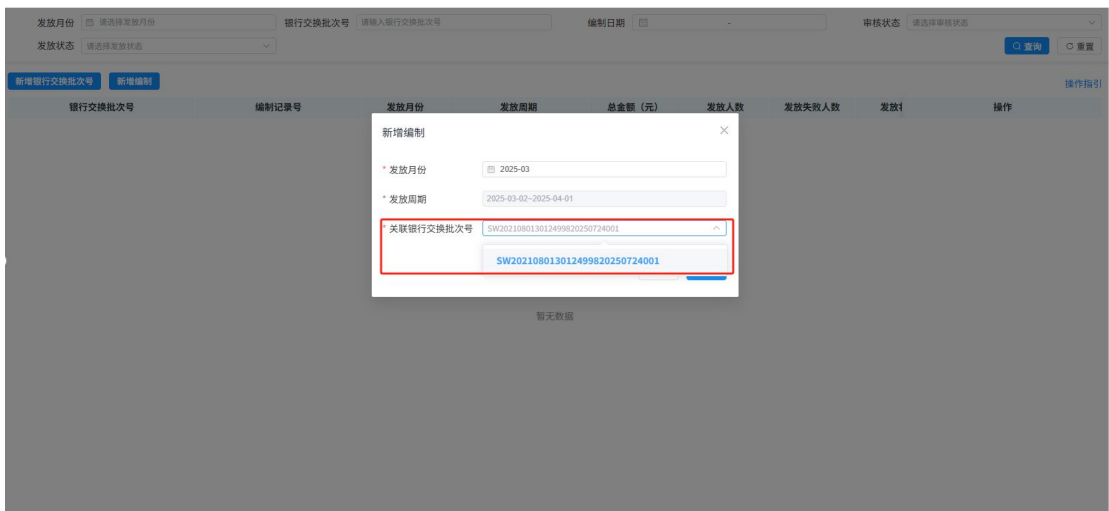 发放月份 请选择发放月份 银行交换批次号 请输入银行交换批次号 编制日期 - 审核状态 请选择审核状态
发放状态 请选择发放状态 查询 重置
新增银行交换批次号 新增编制 操作指引
银行交换批次号 编制记录号 发放月份 发放周期 总金额（元） 发放人数 发放失败人数 发放 操作
新增编制
* 发放月份 2025-03
* 发放周期 2025-03-02~2025-04-01
* 关联银行交换批次号 SW202108013012499820250724001
SW202108013012499820250724001
暂无数据